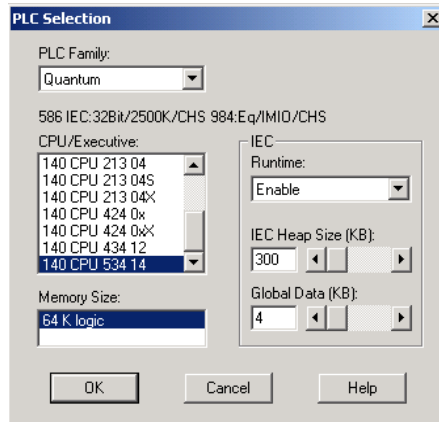 PLC Selection
PLC Family:
Quantum
586 IEC:32Bit/2500K/CHS 984:Eq/IMIO/CHS
CPU/Executive:
140 CPU 213 04
140 CPU 213 04S
140 CPU 213 04X
140 CPU 424 0x
140 CPU 424 0xX
140 CPU 434 12
140 CPU 534 14
Memory Size:
64 K logic
IEC
Runtime:
Enable
IEC Heap Size (KB):
300
Global Data (KB):
4
OK
Cancel
Help